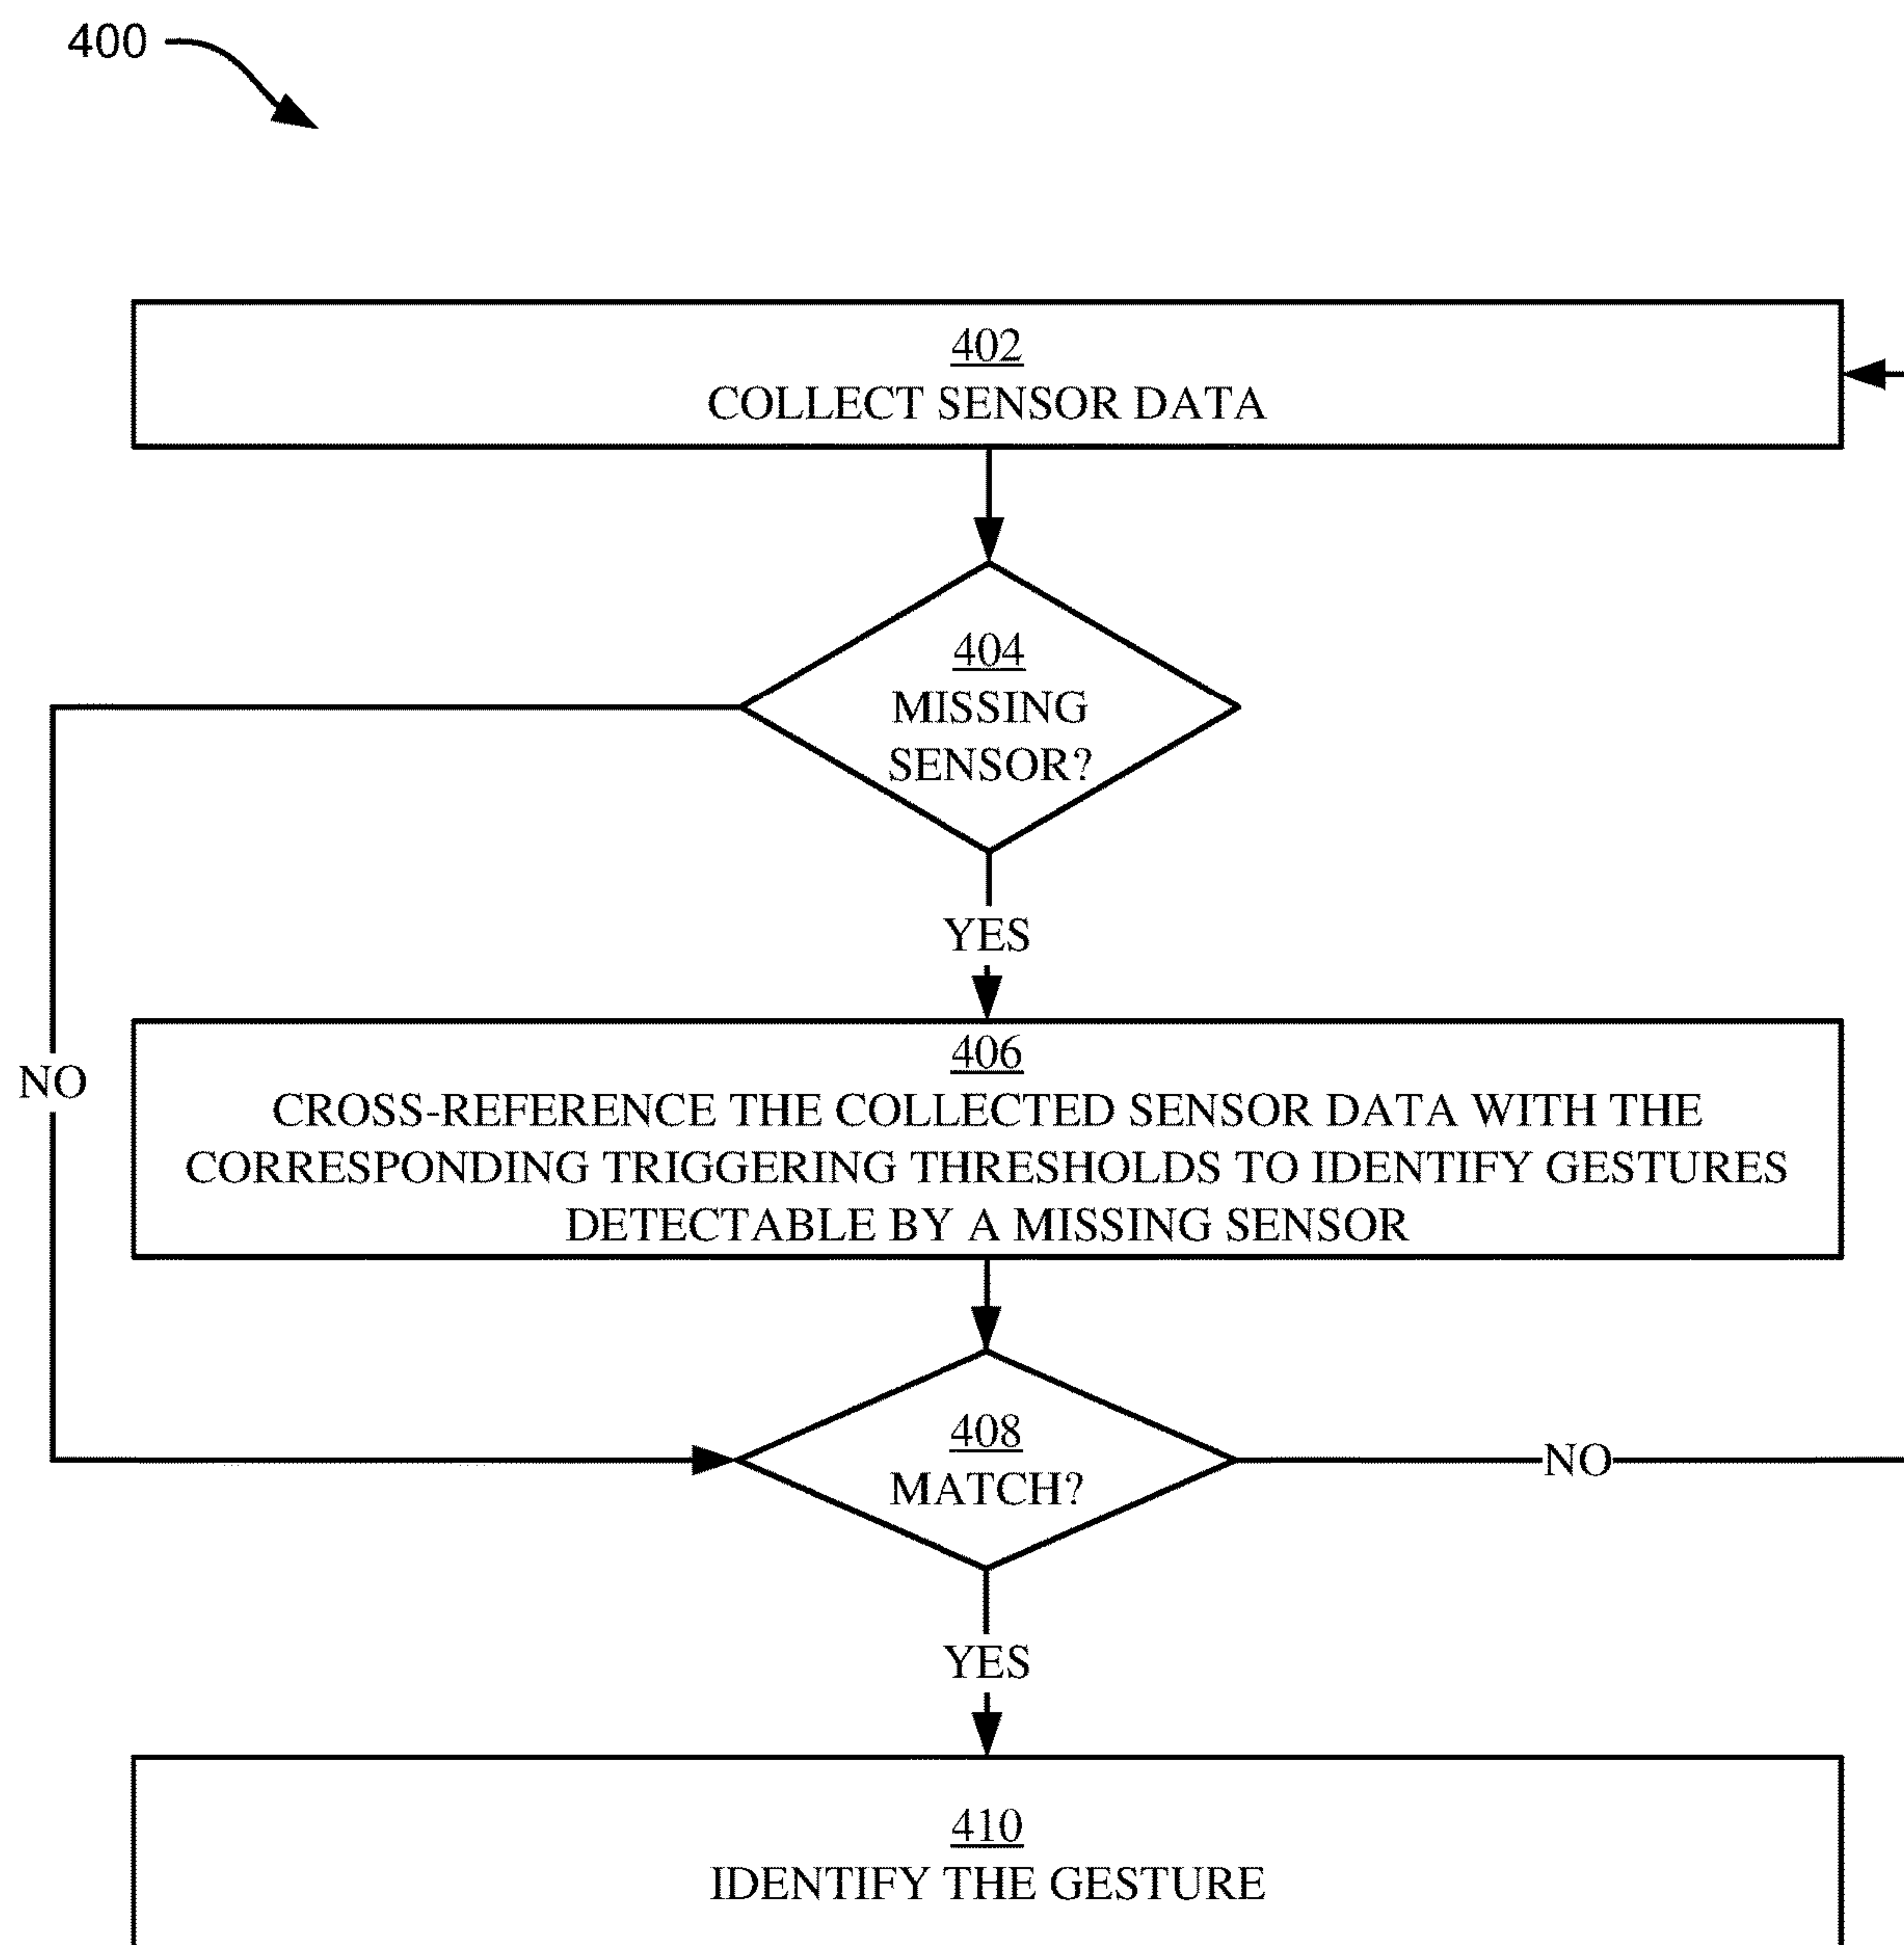 400
402
COLLECT SENSOR DATA
404
MISSING
SENSOR?
YES
NO
406
CROSS-REFERENCE THE COLLECTED SENSOR DATA WITH THE
CORRESPONDING TRIGGERING THRESHOLDS TO IDENTIFY GESTURES
DETECTABLE BY A MISSING SENSOR
408
MATCH?
NO
YES
410
IDENTIFY THE GESTURE